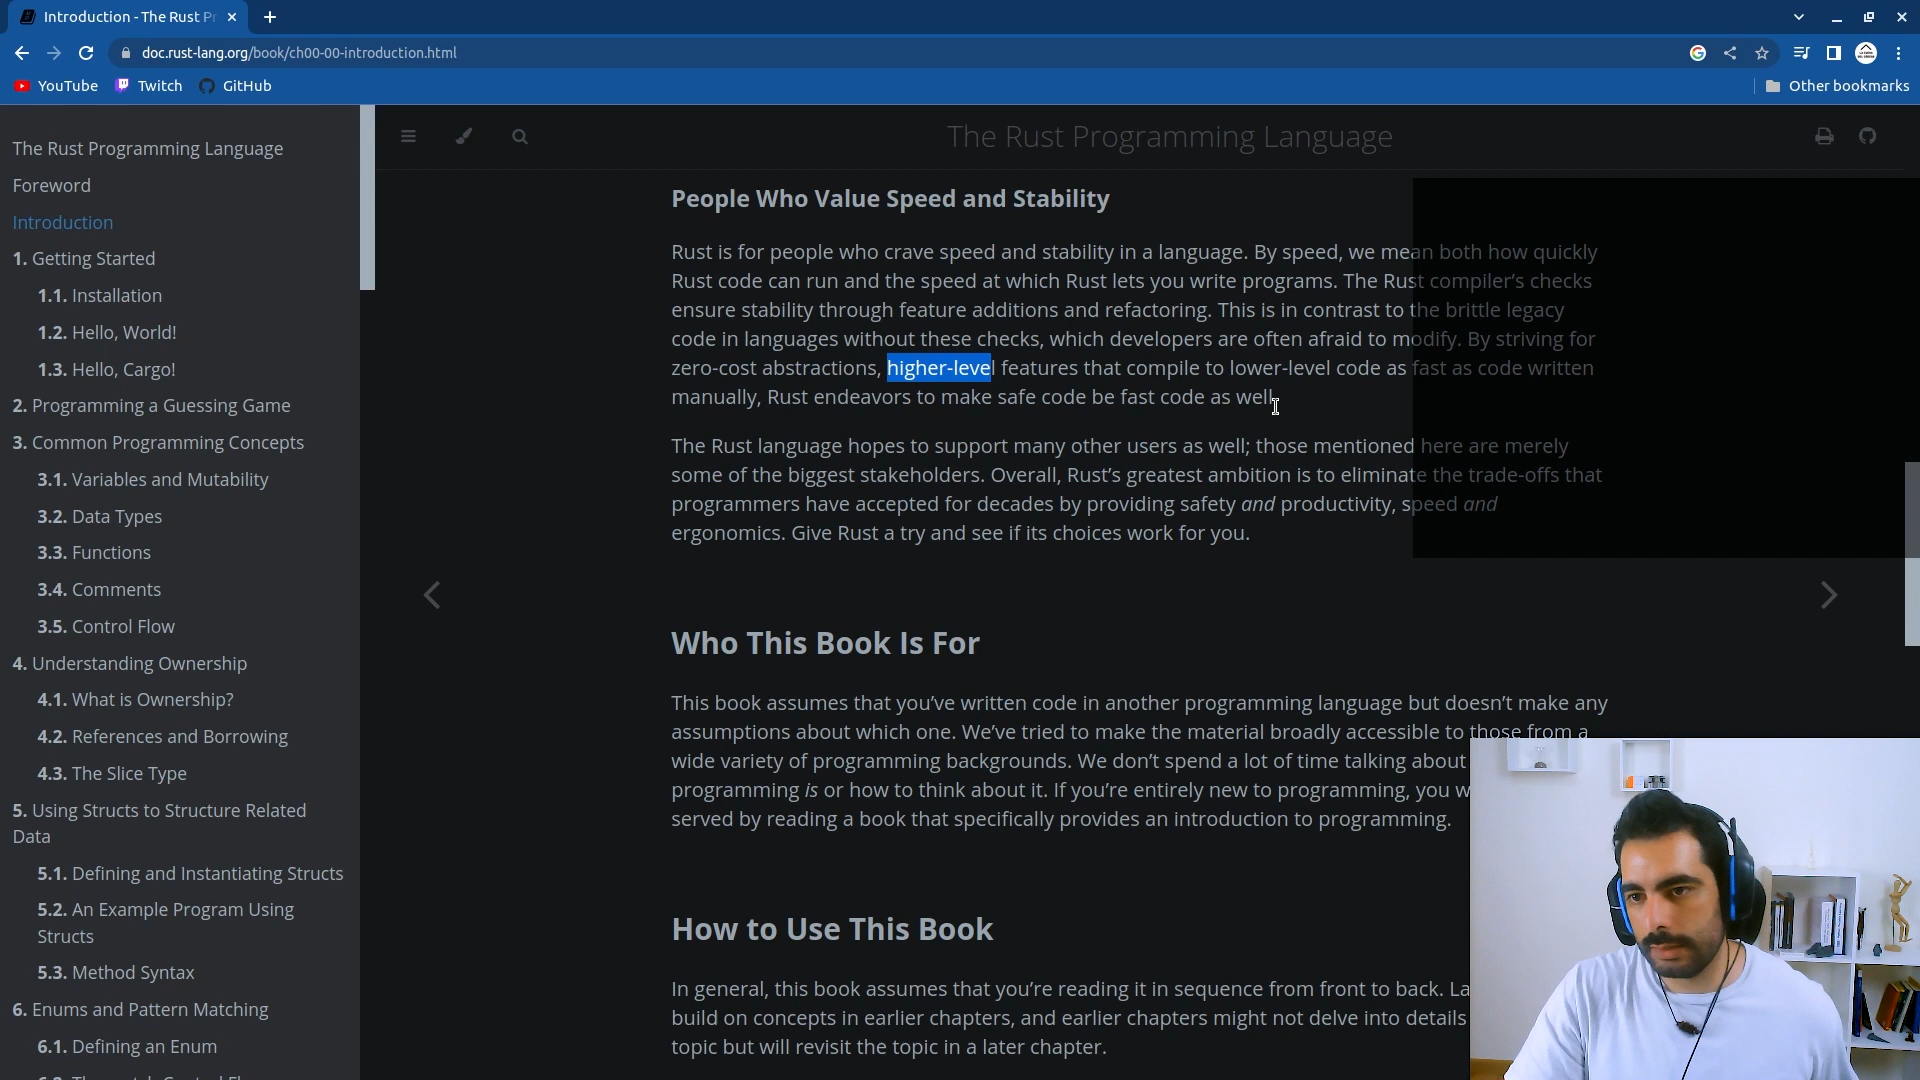 Introduction - The Rust Pr
doc.rust-lang.org/book/ch00-00-introduction.html
YouTube
Twitch
GitHub
Other bookmarks
The Rust Programming Language
Foreword
Introduction
1. Getting Started
1.1. Installation
1.2. Hello, World!
1.3. Hello, Cargo!
2. Programming a Guessing Game
3. Common Programming Concepts
3.1. Variables and Mutability
3.2. Data Types
3.3. Functions
3.4. Comments
3.5. Control Flow
4. Understanding Ownership
4.1. What is Ownership?
4.2. References and Borrowing
4.3. The Slice Type
5. Using Structs to Structure Related
Data
5.1. Defining and Instantiating Structs
5.2. An Example Program Using
Structs
5.3. Method Syntax
6. Enums and Pattern Matching
6.1. Defining an Enum
The Rust Programming Language
People Who Value Speed and Stability
Rust is for people who crave speed and stability in a language. By speed, we mean both how quickly
Rust code can run and the speed at which Rust lets you write programs. The Rust compiler’s checks
ensure stability through feature additions and refactoring. This is in contrast to the brittle legacy
code in languages without these checks, which developers are often afraid to modify. By striving for
zero-cost abstractions, higher-level features that compile to lower-level code as fast as code written
manually, Rust endeavors to make safe code be fast code as well.
The Rust language hopes to support many other users as well; those mentioned here are merely
some of the biggest stakeholders. Overall, Rust’s greatest ambition is to eliminate the trade-offs that
programmers have accepted for decades by providing safety and productivity, speed and
ergonomics. Give Rust a try and see if its choices work for you.
Who This Book Is For
This book assumes that you’ve written code in another programming language but doesn’t make any
assumptions about which one. We’ve tried to make the material broadly accessible to those from a
wide variety of programming backgrounds. We don’t spend a lot of time talking about
programming is or how to think about it. If you’re entirely new to programming, you w
served by reading a book that specifically provides an introduction to programming.
How to Use This Book
In general, this book assumes that you’re reading it in sequence from front to back. La
build on concepts in earlier chapters, and earlier chapters might not delve into details
topic but will revisit the topic in a later chapter.